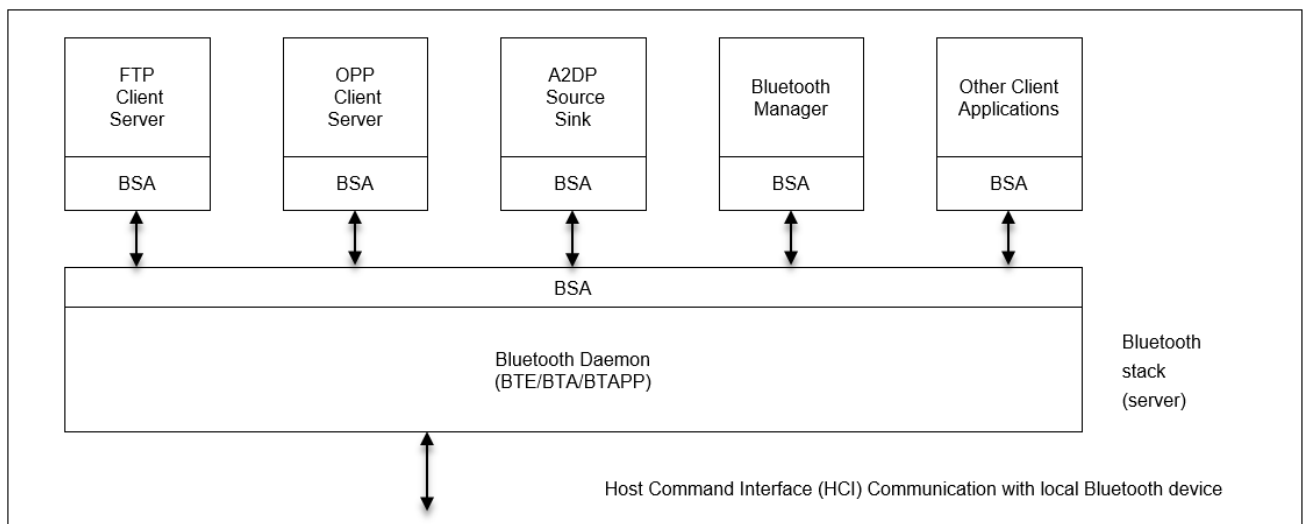 FTP
Client
Server
OPP
Client
Server
A2DP
Source
Sink
Bluetooth
Manager
Other Client
Applications
BSA
BSA
BSA
BSA
BSA
BSA
Bluetooth Daemon
(BTE/BTA/BTAPP)
Bluetooth
stack
(server)
Host Command Interface (HCI) Communication with local Bluetooth device